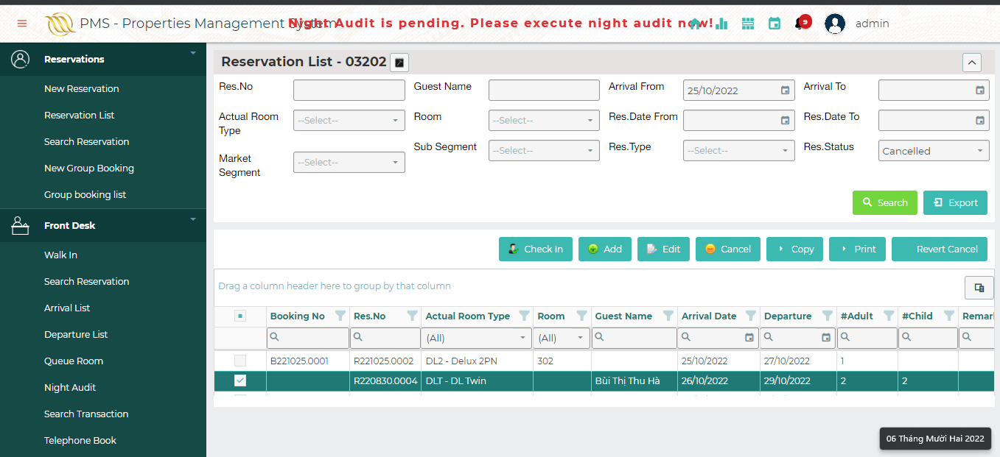 PMS - Properties Management System
Night Audit is pending. Please execute night audit now!
9
admin
Reservations
New Reservation
Reservation List
Search Reservation
New Group Booking
Group booking list
Front Desk
Walk In
Search Reservation
Arrival List
Departure List
Queue Room
Night Audit
Search Transaction
Telephone Book
Reservation List - 03202
Res.No
Guest Name
Arrival From 25/10/2022
Arrival To
Actual Room Type --Select--
Room --Select--
Res.Date From
Res.Date To
Market Segment --Select--
Sub Segment --Select--
Res.Type --Select--
Res.Status Cancelled
Search Export
Check In Add Edit Cancel Copy Print Revert Cancel
Drag a column header here to group by that column
Booking No Res.No Actual Room Type Room Guest Name Arrival Date Departure #Adult #Child Remar
(All) (All)
B221025.0001 R221025.0002 DL2 - Delux 2PN 302 25/10/2022 27/10/2022 1
R220830.0004 DLT - DL Twin Bùi Thị Thu Hà 26/10/2022 29/10/2022 2 2
06 Tháng Mười Hai 2022